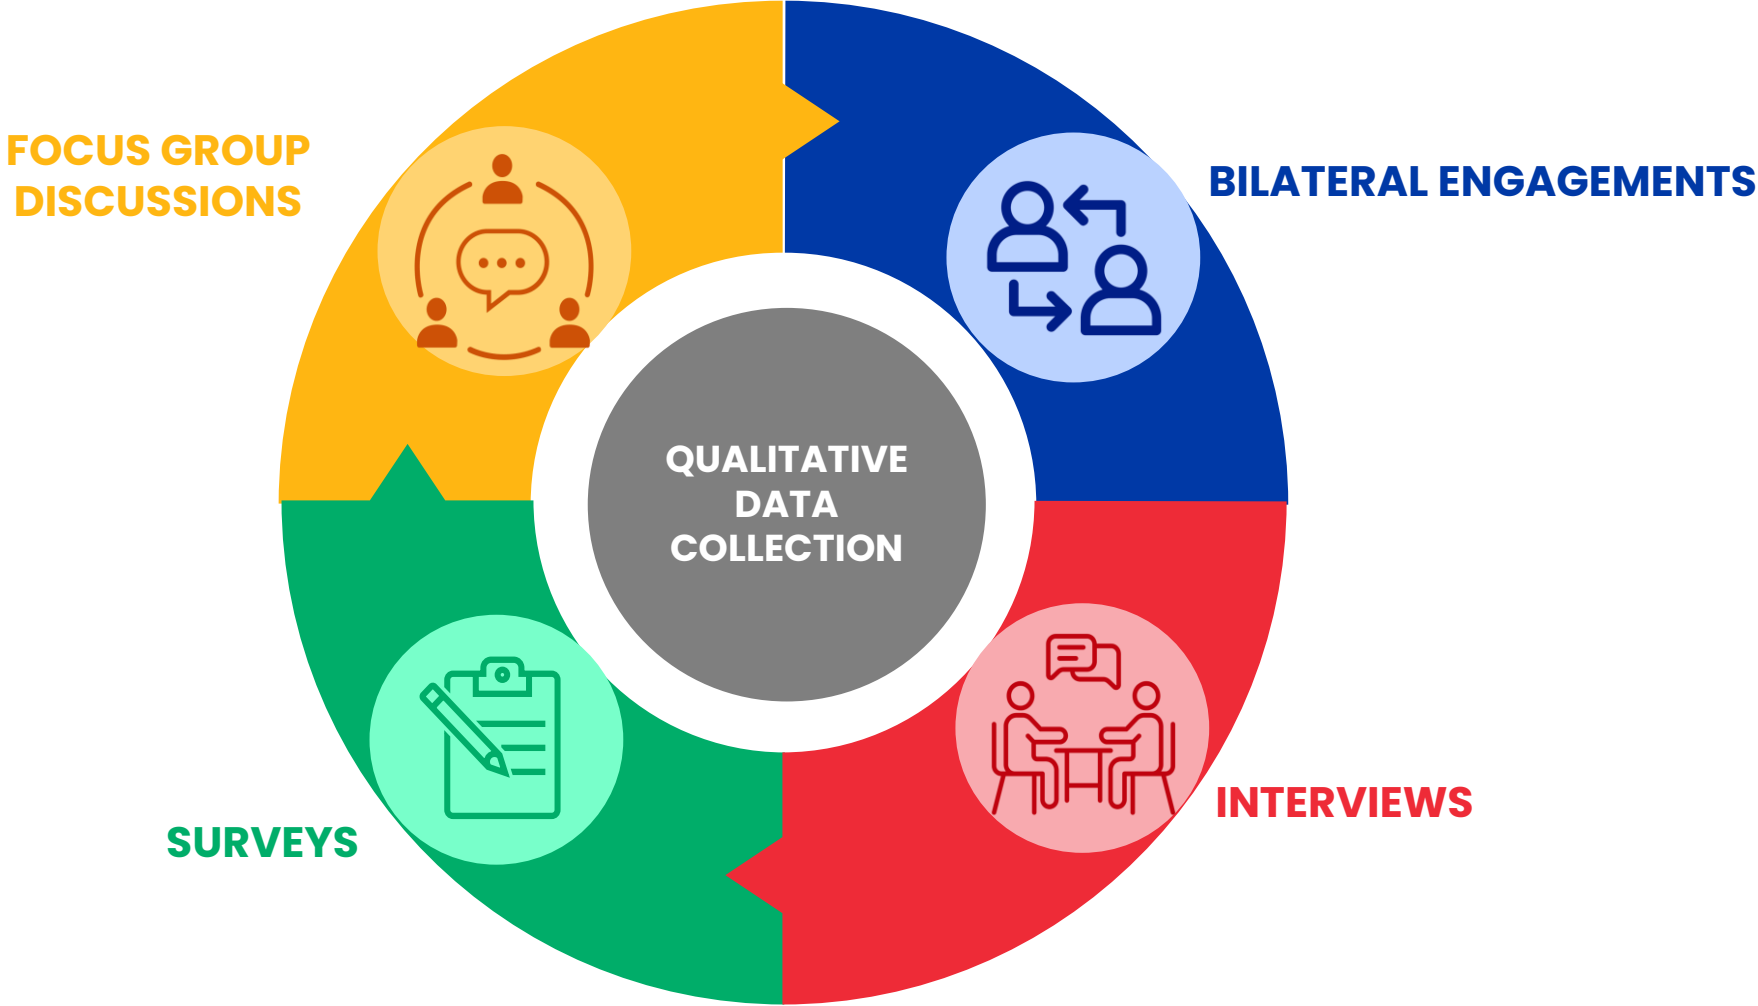 FOCUS GROUP
DISCUSSIONS
BILATERAL ENGAGEMENTS
QUALITATIVE
DATA
COLLECTION
SURVEYS
INTERVIEWS